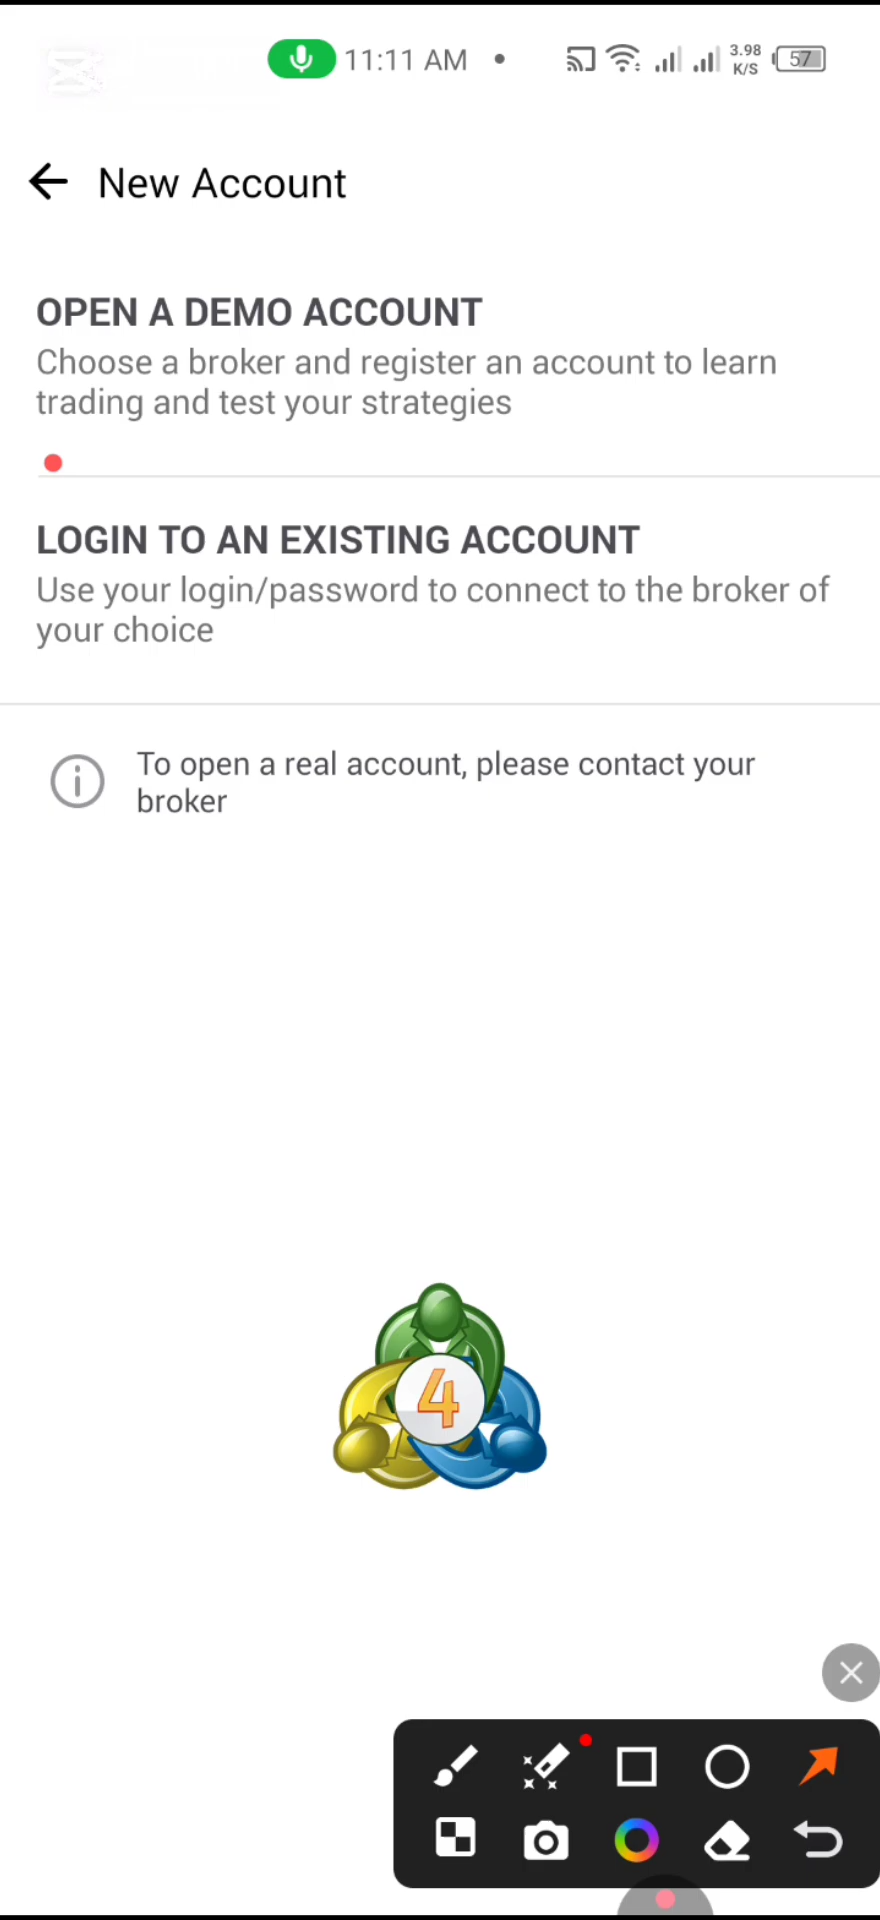 11:11 AM
3.98
K/S
57
New Account
OPEN A DEMO ACCOUNT
Choose a broker and register an account to learn
trading and test your strategies
LOGIN TO AN EXISTING ACCOUNT
Use your login/password to connect to the broker of
your choice
To open a real account, please contact your
broker
4